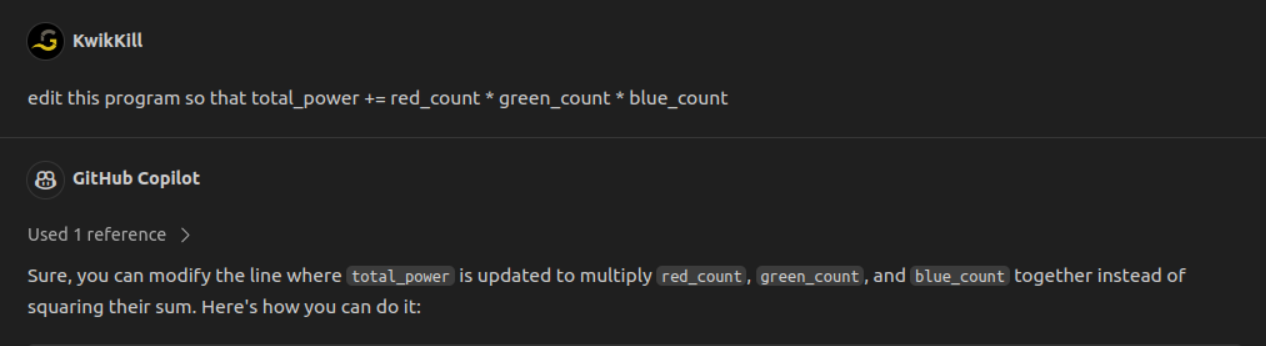 KwikKill
edit this program so that total_power += red_count * green_count * blue_count
GitHub Copilot
Used 1 reference >
Sure, you can modify the line where total_power is updated to multiply red_count, green_count, and blue_count together instead of
squaring their sum. Here's how you can do it: